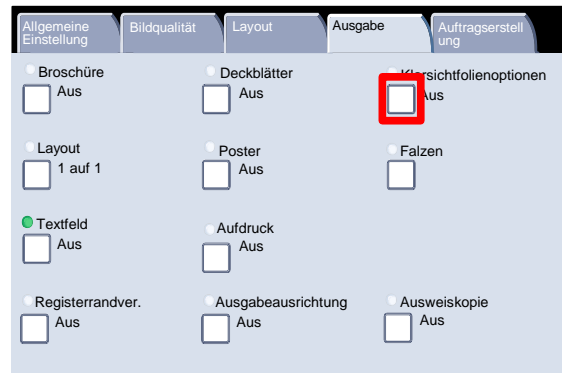 Allgemeine Einstellung
Bildqualität
Layout
Ausgabe
Auftragserstell ung
Broschüre
Aus
Deckblätter
Aus
Klarsichtfolienoptionen
Aus
Layout
1 auf 1
Poster
Aus
Falzen
Textfeld
Aus
Aufdruck
Aus
Registerrandver.
Aus
Ausgabeausrichtung
Aus
Ausweiskopie
Aus